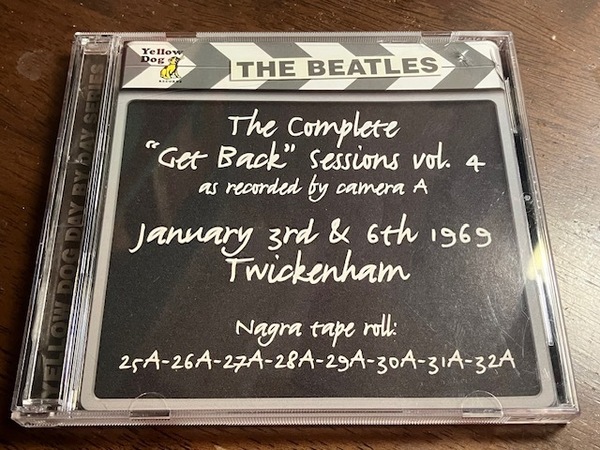 Yellow
Dog
RECORDS
THE BEATLES
The Complete
"Get Back" Sessions vol. 4
as recorded by camera A
January 3rd & 6th 1969
Twickenham
Nagra tape roll:
25A-26A-27A-28A-29A-30A-31A-32A
YELLOW DOG DAY BY DAY SERIES